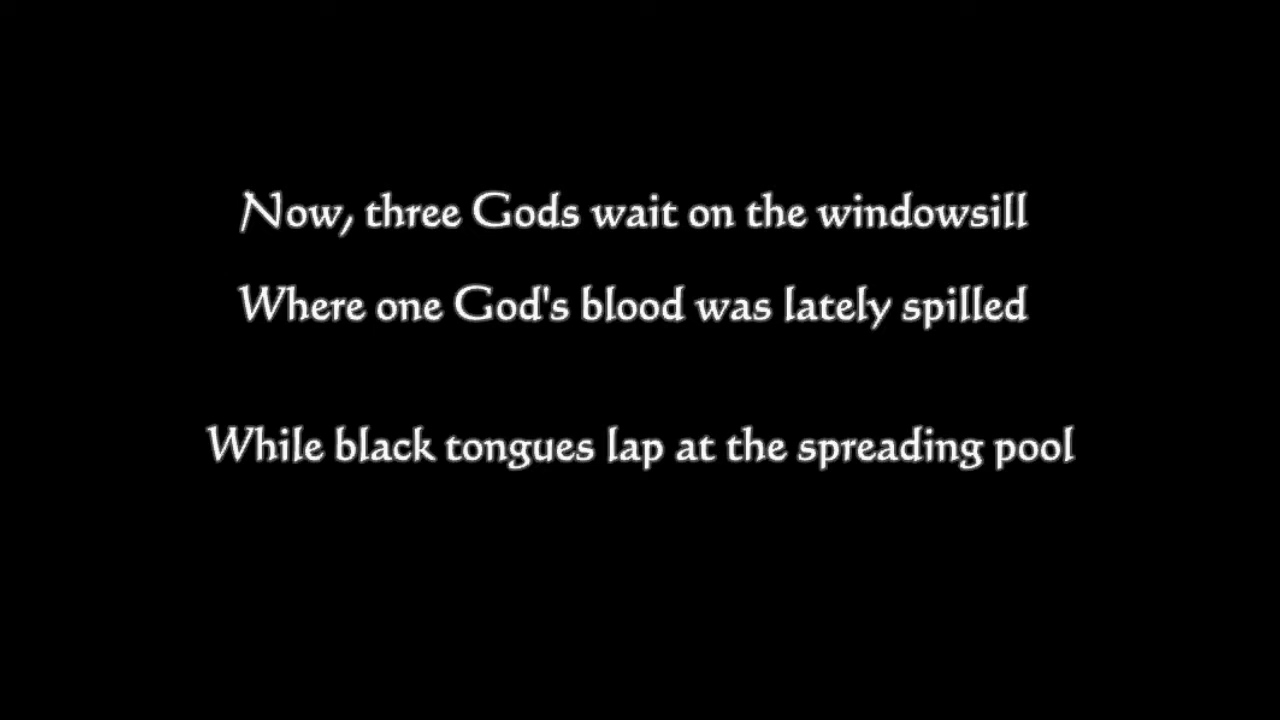 Now, three Gods wait on the windowsill
Where one God's blood was lately spilled
While black tongues lap at the spreading pool